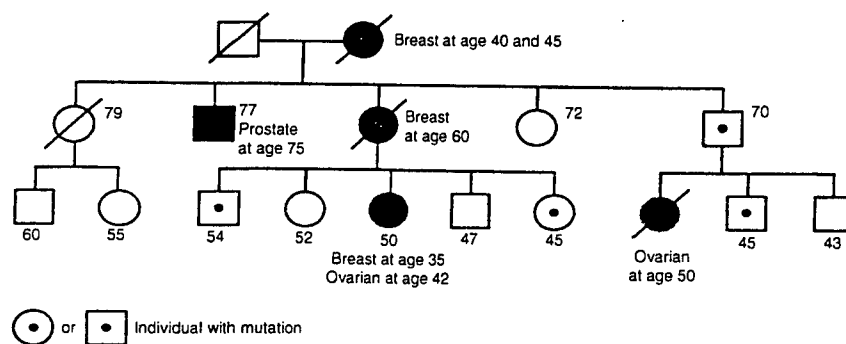 Breast at age 40 and 45
79
77
Prostate
at age 75
Breast
at age 60
72
70
60
55
54
52
50
47
45
45
43
Breast at age 35
Ovarian at age 42
Ovarian
at age 50
or
Individual with mutation